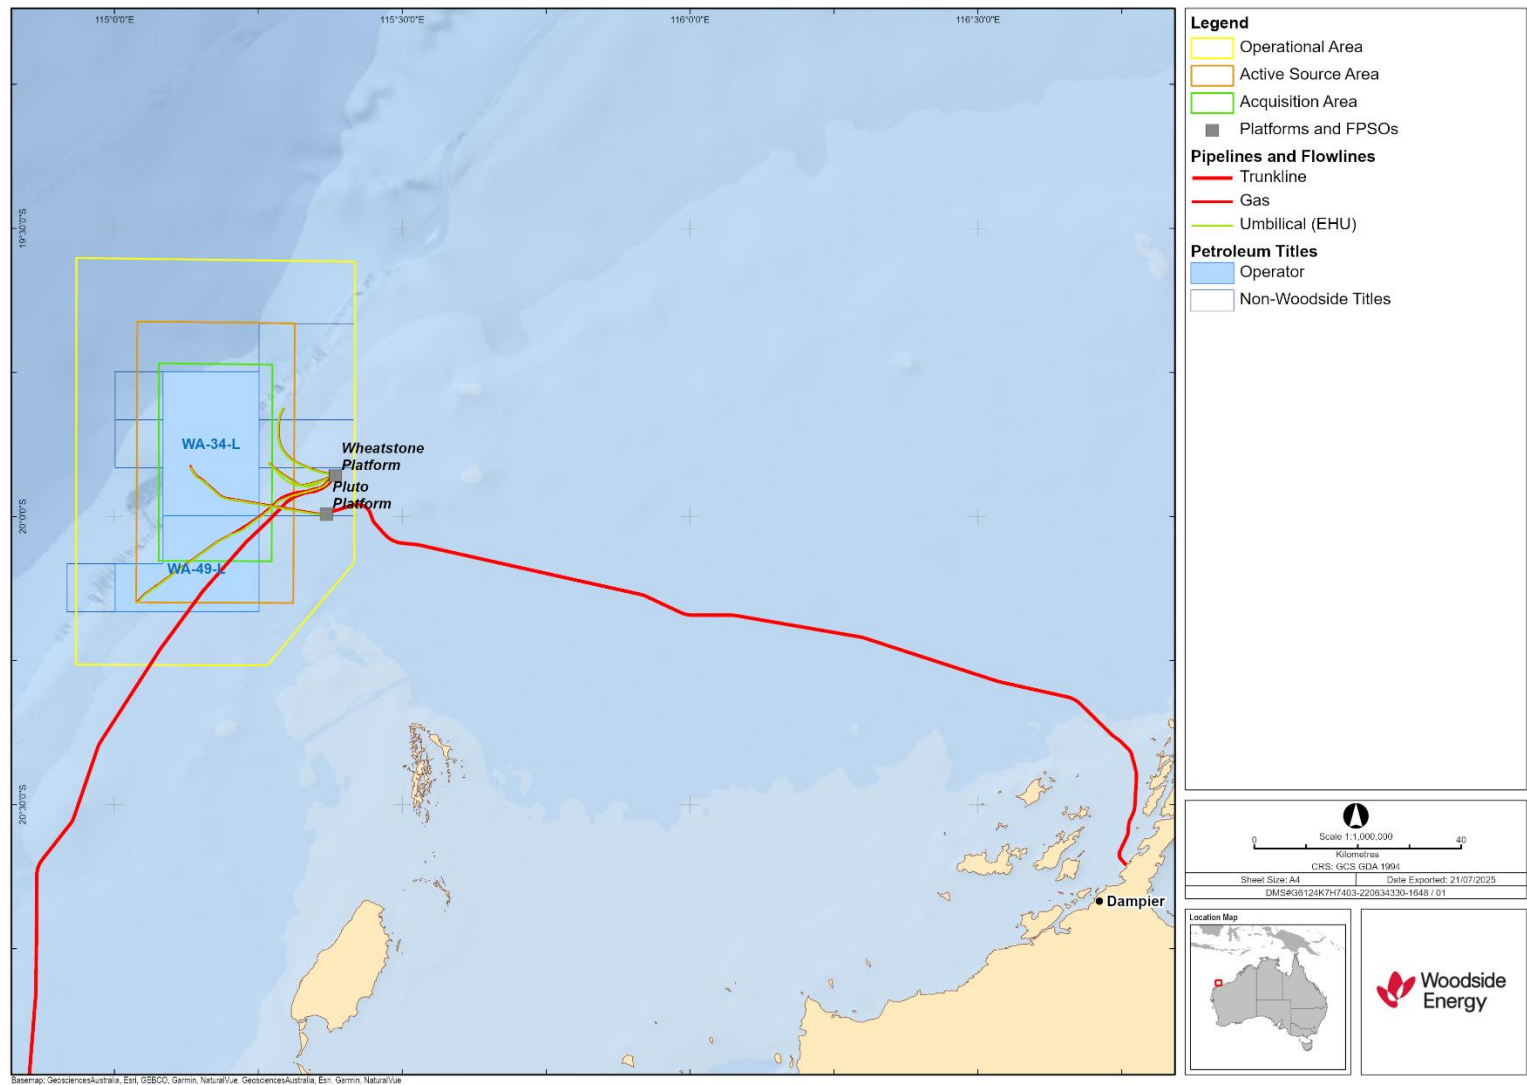 115°0'0"E
115°30'0"E
116°0'0"E
116°30'0"E
19°30'0"S
20°0'0"S
20°30'0"S
WA-34-L
Wheatstone
Platform
Pluto
Platform
WA-49-L
Dampier
Basemap: GeosciencesAustralia, Esri, GEBCO, Garmin, NaturalVue, GeosciencesAustralia, Esri, Garmin, NaturalVue
Legend
Operational Area
Active Source Area
Acquisition Area
Platforms and FPSOs
Pipelines and Flowlines
Trunkline
Gas
Umbilical (EHU)
Petroleum Titles
Operator
Non-Woodside Titles
Scale 1:1,000,000
0 40
Kilometres
CRS: GCS GDA 1994
Sheet Size: A4 Date Exported: 21/07/2025
DMS#G6124K7H7403-220634330-1648 / 01
Location Map
Woodside
Energy